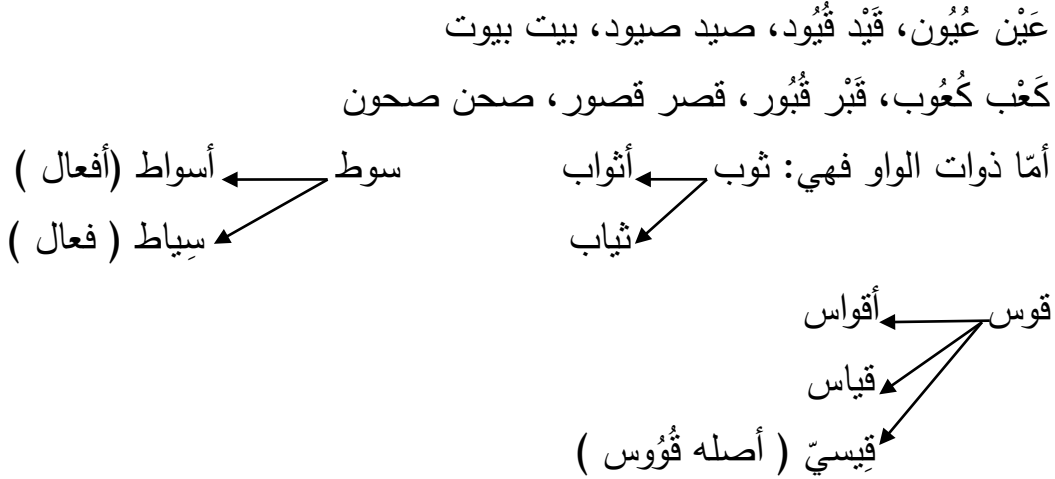 عَيْن عُيُون، قَيْد قُيُود، صيد صيود، بيت بيوت
كَعْب كُعُوب، قَبْر قُبُور، قصر قصور، صحن صحون
أمّا ذوات الواو فهي: ثوب أثواب سوط أسواط (أفعال )
ثياب سِياط ( فعال )
قوس أقواس
قياس
قِيسيّ ( أصله قُوُوس )